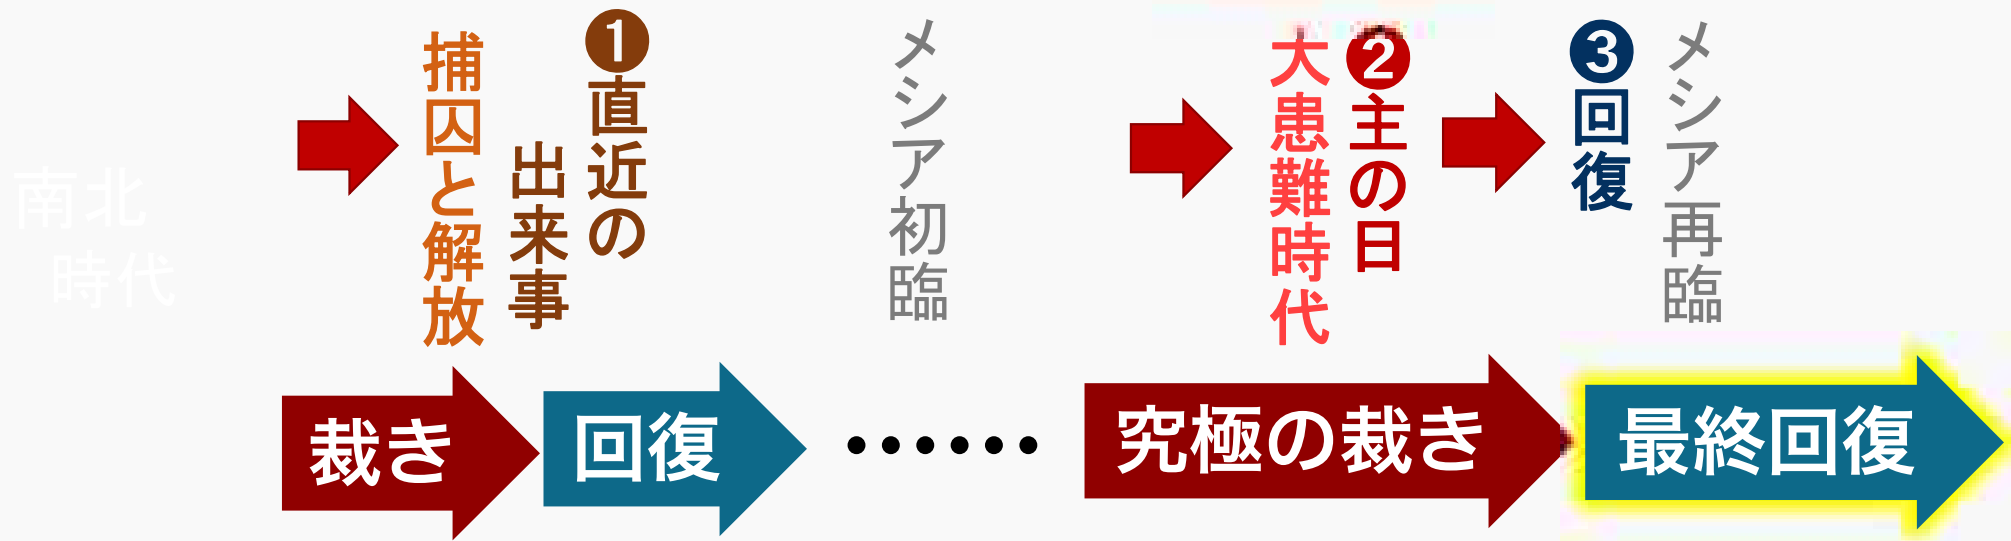 南北
時代
捕囚と解放
❶直近の
出来事
メシア初臨
大患難時代
❷主の日
❸回復
メシア再臨
裁き
回復
……
究極の裁き
最終回復